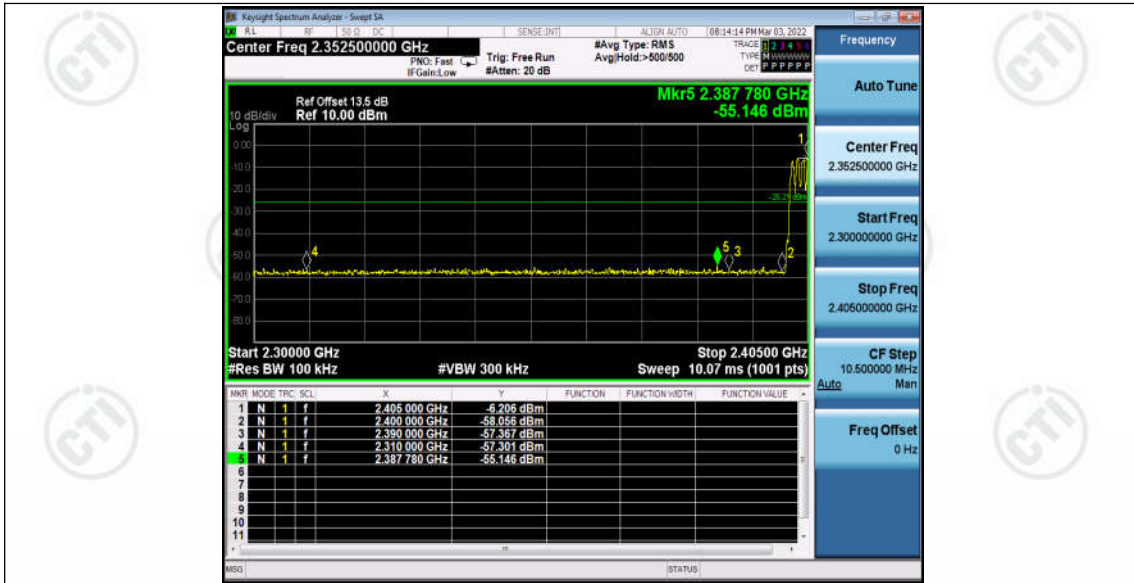 Keysight Spectrum Analyzer - Swept SA
RL RF 50 Ω DC SENSE:INT ALIGN AUTO 08:14:14 PM Mar 03, 2022
Center Freq 2.352500000 GHz
PNO: Fast
IFGain:Low
Trig: Free Run
#Atten: 20 dB
#Avg Type: RMS
Avg|Hold:>500/500
TRACE 1 2 3 4 5 6
TYPE M WWWWW
DET P P P P P P
Mkr5 2.387 780 GHz
-55.146 dBm
Ref Offset 13.5 dB
10 dB/div Ref 10.00 dBm
Log
0.00
-10.0
-20.0
-30.0
-40.0
-50.0
-60.0
-70.0
-80.0
1
4
5
3
2
Start 2.30000 GHz Stop 2.40500 GHz
#Res BW 100 kHz #VBW 300 kHz Sweep 10.07 ms (1001 pts)
MKR MODE TRC SCL X Y FUNCTION FUNCTION WIDTH FUNCTION VALUE
1 N 1 f 2.405 000 GHz -6.206 dBm
2 N 1 f 2.400 000 GHz -58.056 dBm
3 N 1 f 2.390 000 GHz -57.367 dBm
4 N 1 f 2.310 000 GHz -57.301 dBm
5 N 1 f 2.387 780 GHz -55.146 dBm
6
7
8
9
10
11
MSG STATUS
Frequency
Auto Tune
Center Freq
2.352500000 GHz
Start Freq
2.300000000 GHz
Stop Freq
2.405000000 GHz
CF Step
10.500000 MHz
Auto Man
Freq Offset
0 Hz
CTI
CTI
CTI
CTI